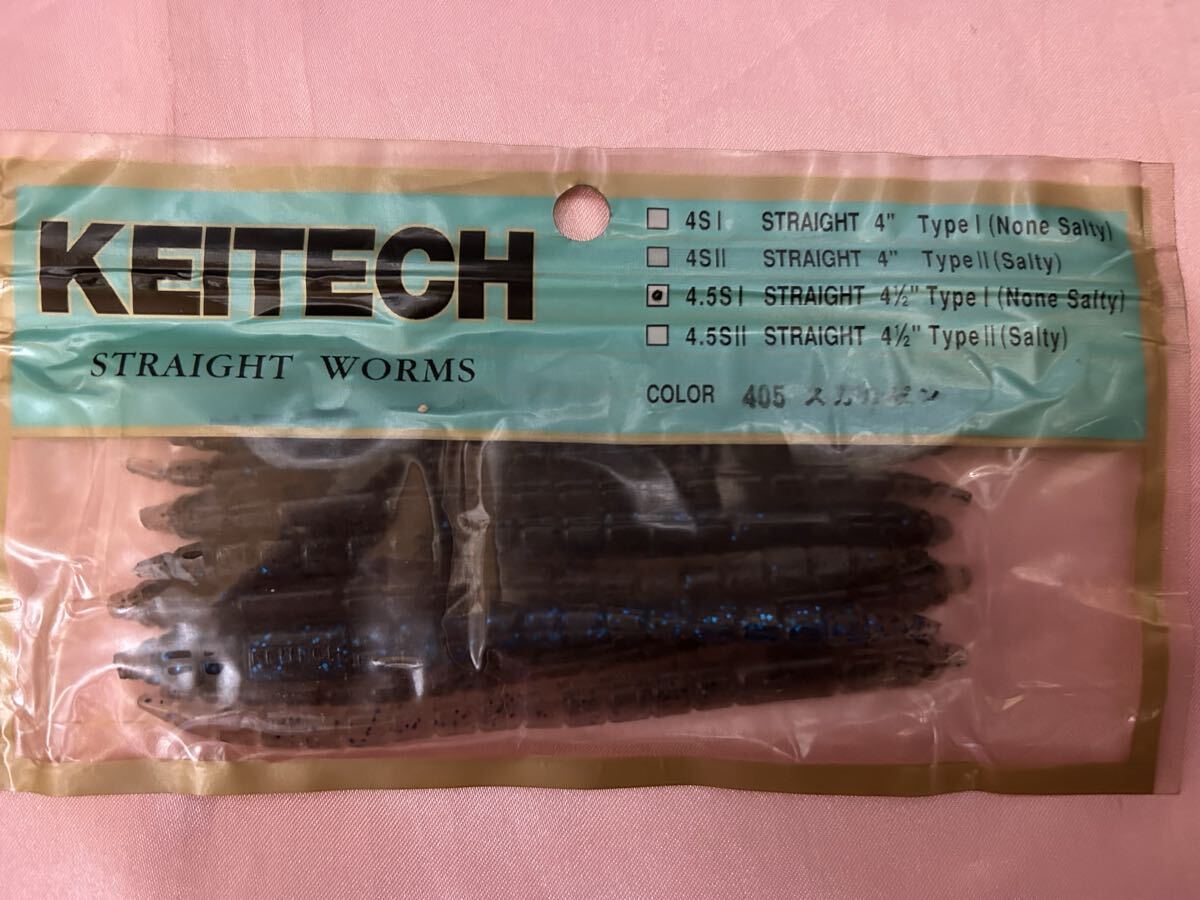 KEITECH
STRAIGHT WORMS
4S I STRAIGHT 4" Type I (None Salty)
4S II STRAIGHT 4" Type II (Salty)
4.5S I STRAIGHT 4½" Type I (None Salty)
4.5S II STRAIGHT 4½" Type II (Salty)
COLOR 405